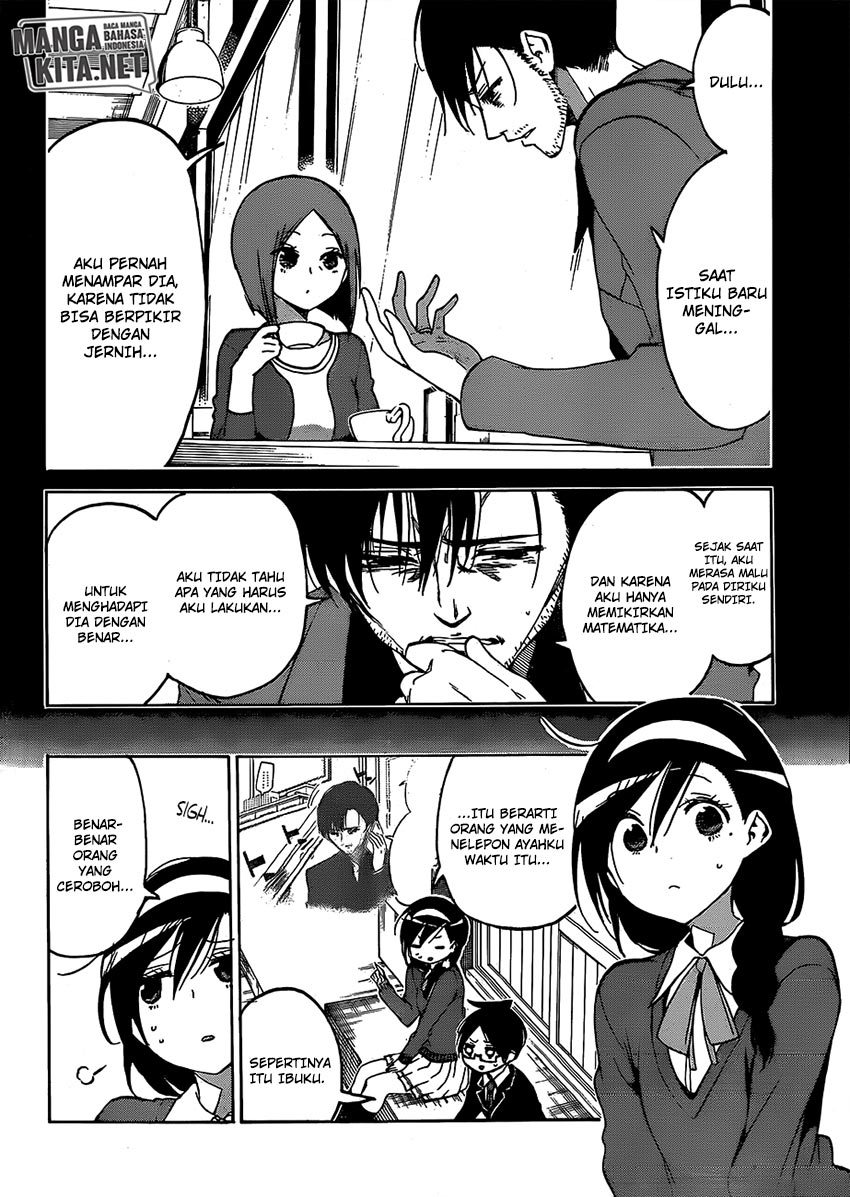 MANGA
KITA.NET
BACA MANGA
BAHASA
INDONESIA
DULU...
SAAT
ISTIKU BARU
MENING-
GAL...
AKU PERNAH
MENAMPAR DIA,
KARENA TIDAK
BISA BERPIKIR
DENGAN
JERNIH...
SEJAK SAAT
ITU, AKU
MERASA MALU
PADA DIRIKU
SENDIRI.
DAN KARENA
AKU HANYA
MEMIKIRKAN
MATEMATIKA...
AKU TIDAK TAHU
APA YANG HARUS
AKU LAKUKAN...
UNTUK
MENGHADAPI
DIA DENGAN
BENAR...
...ITU BERARTI
ORANG YANG ME-
NELEPON AYAHKU
WAKTU ITU...
SEPERTINYA
ITU IBUKU.
SIGH...
BENAR-
BENAR
ORANG
YANG
CEROBOH...